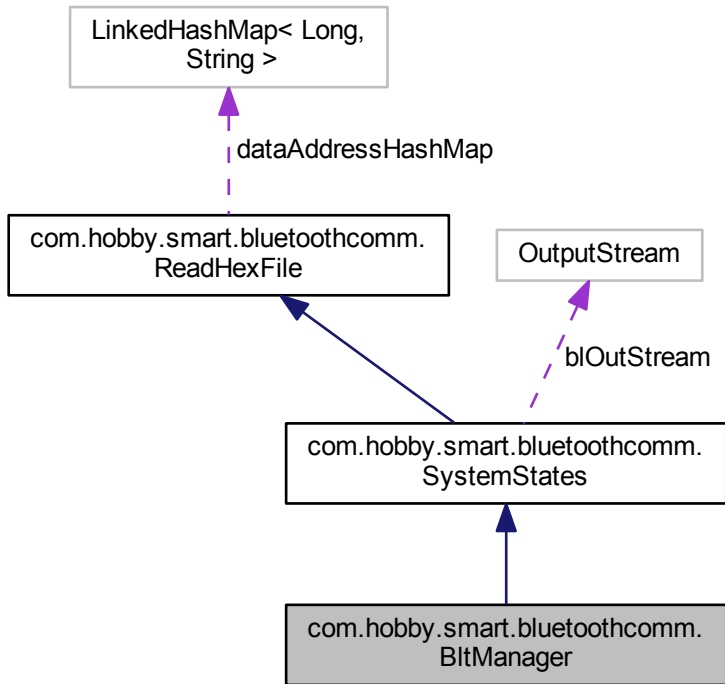 LinkedHashMap< Long,
String >
dataAddressHashMap
com.hobby.smart.bluetoothcomm.
ReadHexFile
OutputStream
blOutStream
com.hobby.smart.bluetoothcomm.
SystemStates
com.hobby.smart.bluetoothcomm.
BltManager